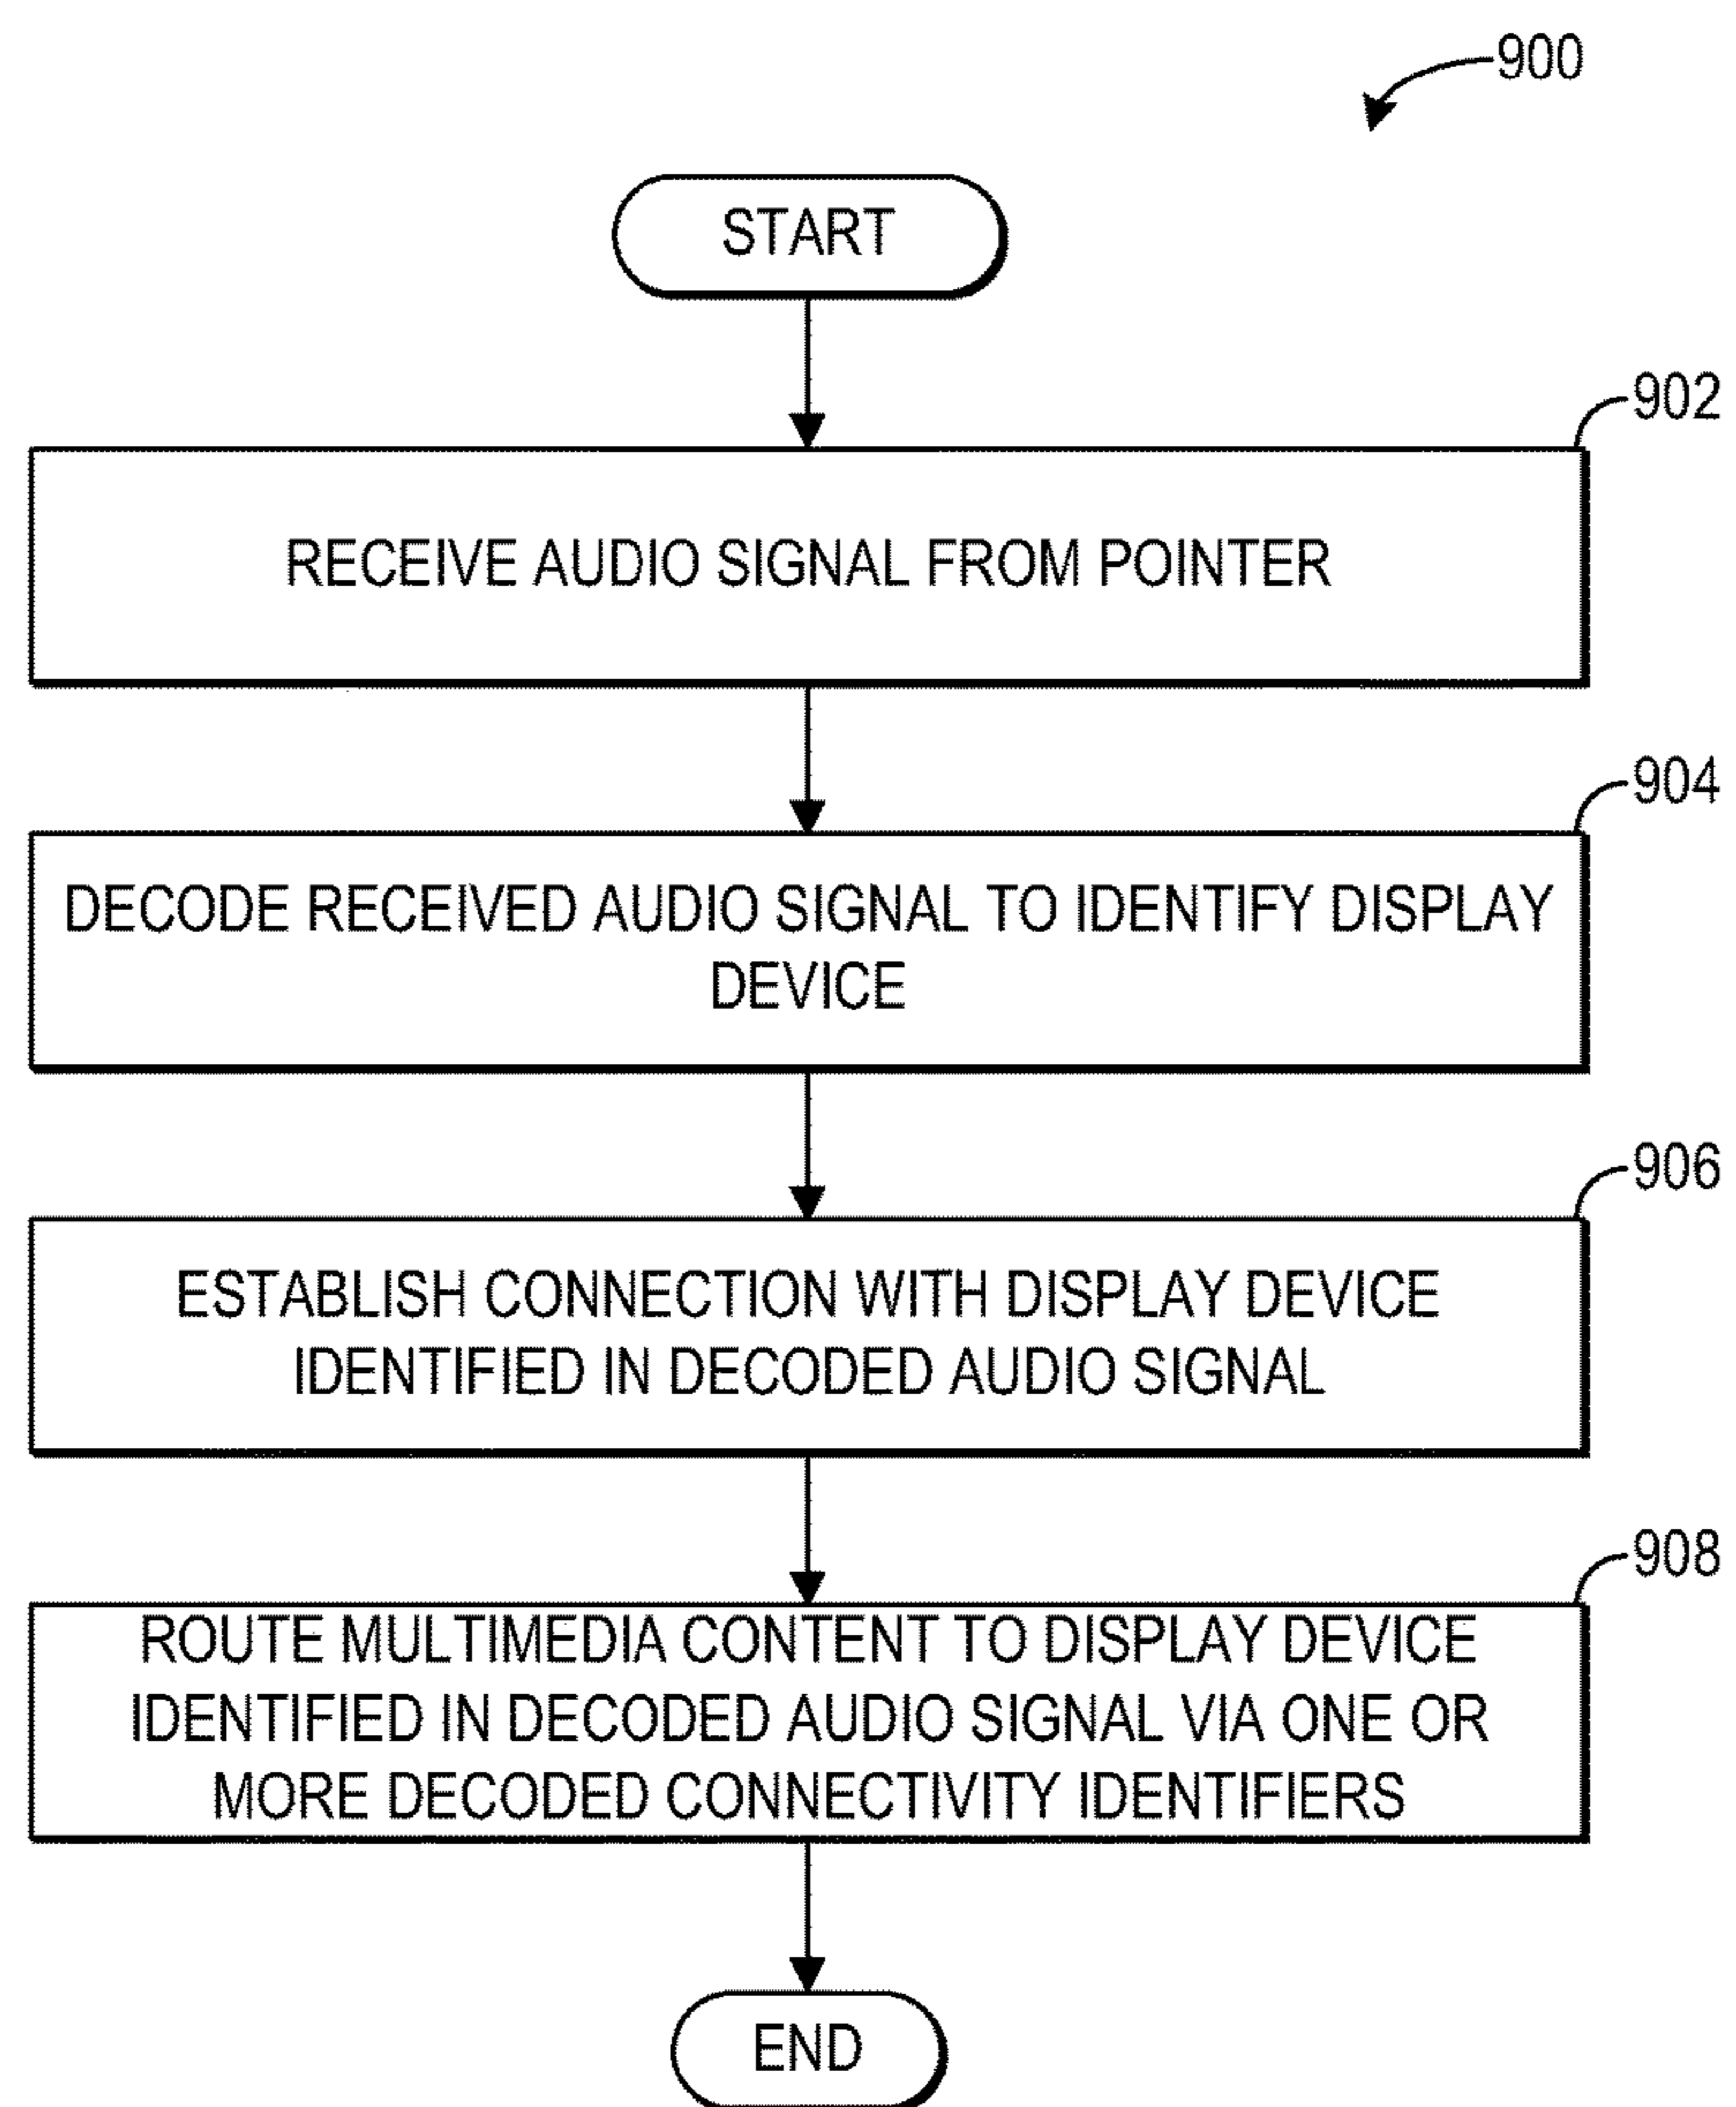 900
START
902
RECEIVE AUDIO SIGNAL FROM POINTER
904
DECODE RECEIVED AUDIO SIGNAL TO IDENTIFY DISPLAY
DEVICE
906
ESTABLISH CONNECTION WITH DISPLAY DEVICE
IDENTIFIED IN DECODED AUDIO SIGNAL
908
ROUTE MULTIMEDIA CONTENT TO DISPLAY DEVICE
IDENTIFIED IN DECODED AUDIO SIGNAL VIA ONE OR
MORE DECODED CONNECTIVITY IDENTIFIERS
END